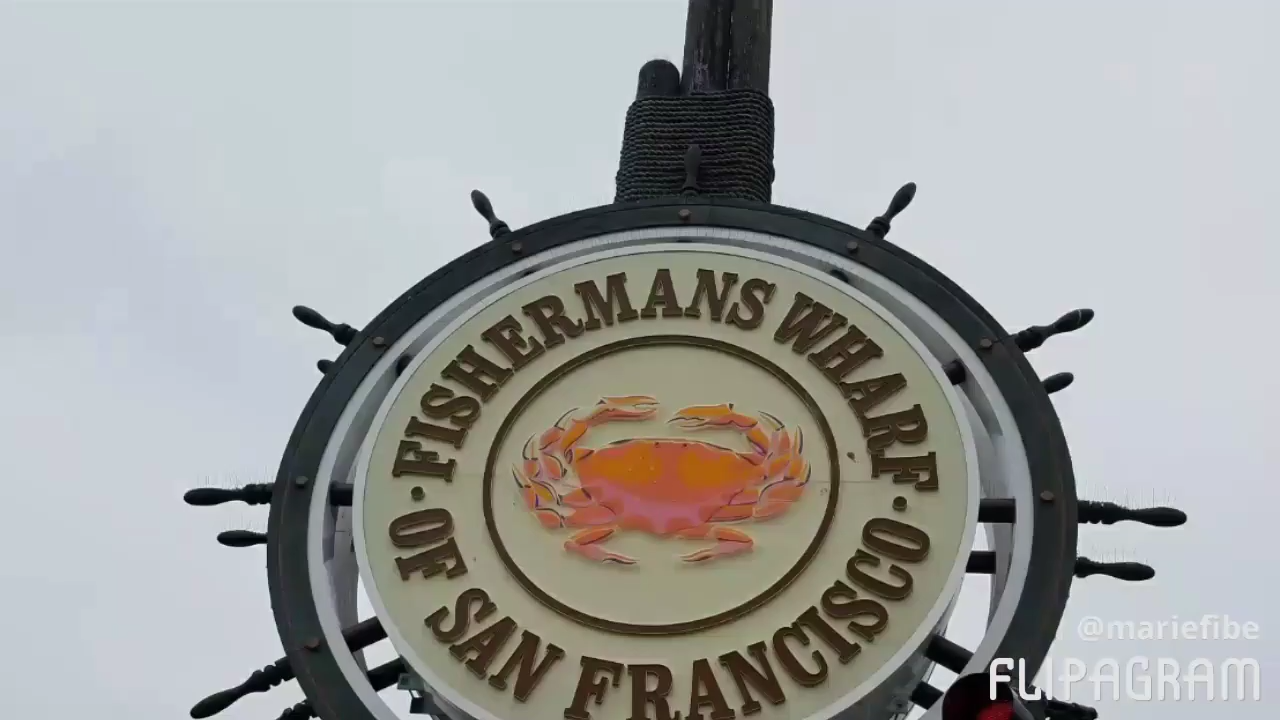 FISHERMANS WHARF
· OF SAN FRANCISCO ·
@mariefibe
FLIPAGRAM